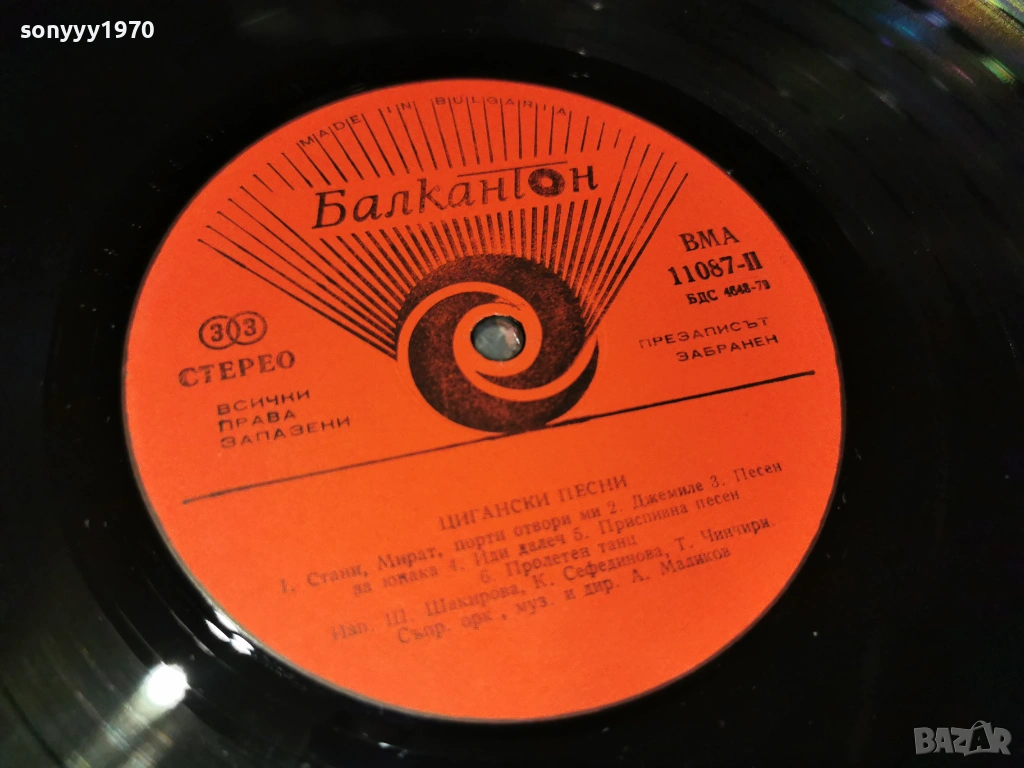 sonyyy1970
MADE IN BULGARIA
Балкантон
ВМА
11087-II
БДС 4648-73
33
СТЕРЕО
ПРЕЗАПИСЪТ
ЗАБРАНЕН
ВСИЧКИ
ПРАВА
ЗАПАЗЕНИ
ЦИГАНСКИ ПЕСНИ
1. Стани, Мират, порти отвори ми 2. Джемиле 3. Песен
за юнака 4. Иди далеч 5. Приспивна песен
6. Пролетен танц
Изп. Ш. Шакирова, К. Сефединова, Т. Чинчири.
Съпр. орк., муз. и дир. А. Маликов
BAZAR